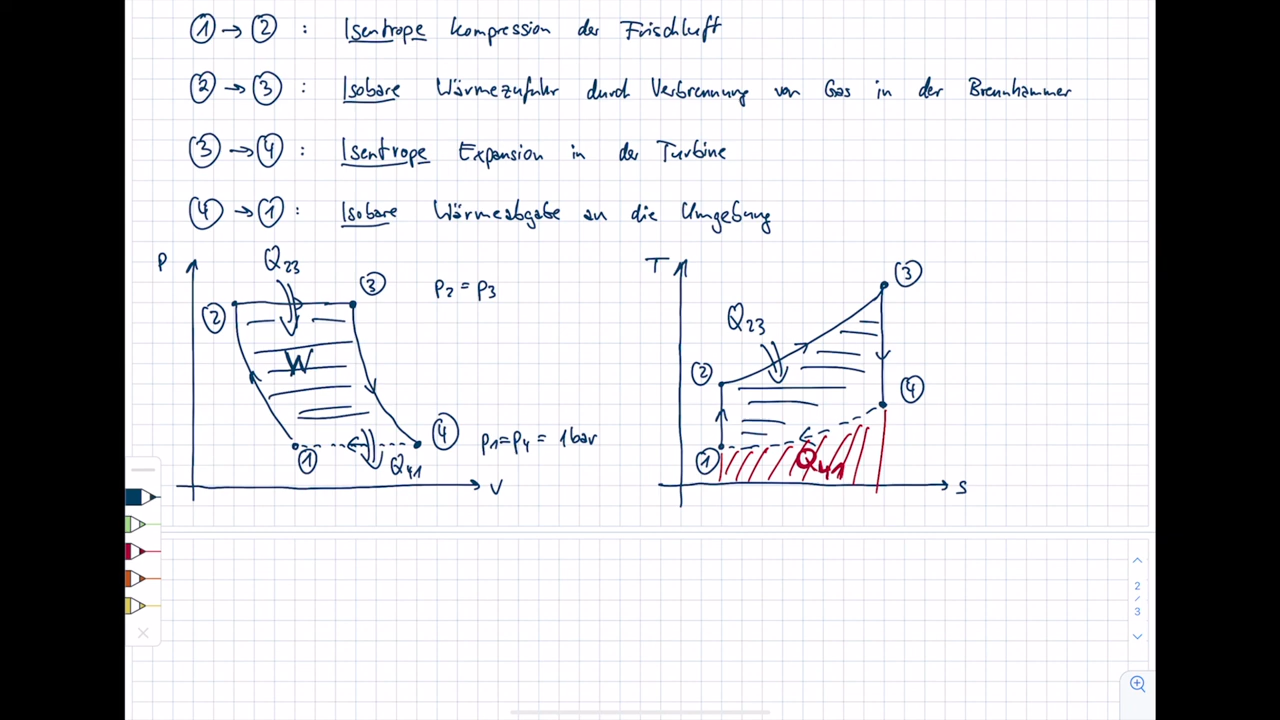 ① → ② : Isentrope Kompression der Frischluft
② → ③ : Isobare Wärmezufuhr durch Verbrennung von Gas in der Brennkammer
③ → ④ : Isentrope Expansion in der Turbine
④ → ① : Isobare Wärmeabgabe an die Umgebung
P
Q23
③
p2 = p3
②
W
④
p1=p4 = 1bar
①
Q41
V
T
③
Q23
②
④
①
Q41
s
2
/
3